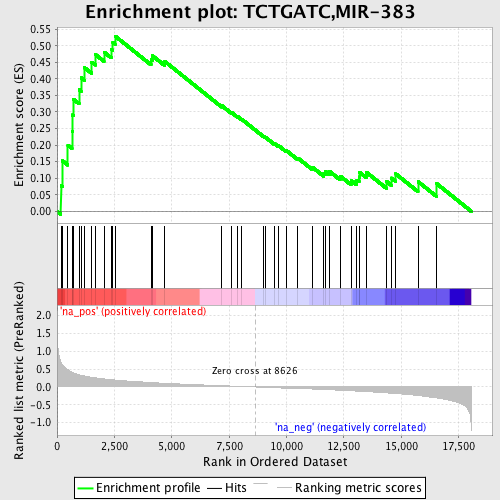 Enrichment plot: TCTGATC,MIR-383
Enrichment score (ES)
0.55
0.50
0.45
0.40
0.35
0.30
0.25
0.20
0.15
0.10
0.05
0.00
'na_pos' (positively correlated)
Ranked list metric (PreRanked)
2.0
1.5
1.0
0.5
0.0
-0.5
-1.0
Zero cross at 8626
'na_neg' (negatively correlated)
0 2,500 5,000 7,500 10,000 12,500 15,000 17,500
Rank in Ordered Dataset
Enrichment profile Hits Ranking metric scores